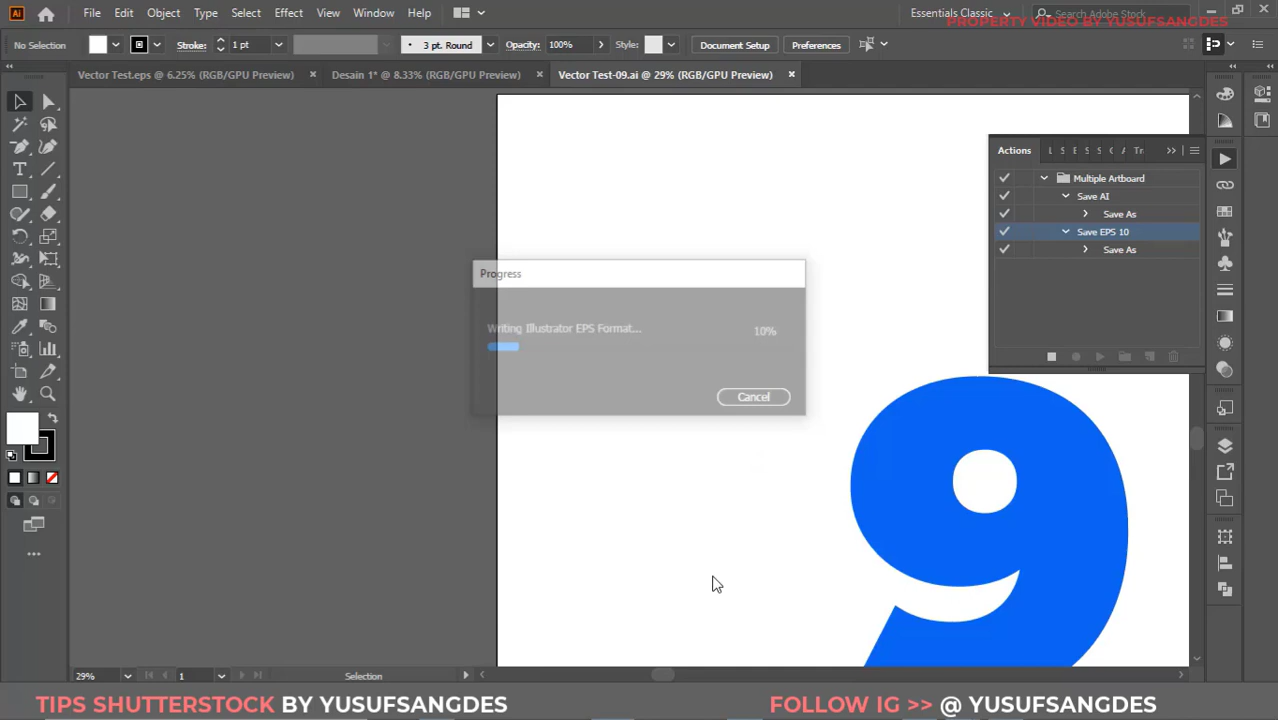 Ai File Edit Object Type Select Effect View Window Help Essentials Classic Search Adobe Stock
PROPERTY VIDEO BY YUSUFSANGDES
No Selection Stroke: 1 pt 3 pt. Round Opacity: 100% Style: Document Setup Preferences
Vector Test.eps @ 6.25% (RGB/GPU Preview) Desain 1* @ 8.33% (RGB/GPU Preview) Vector Test-09.ai @ 29% (RGB/GPU Preview)
Actions
Multiple Artboard
Save AI
Save As
Save EPS 10
Save As
Progress
Writing Illustrator EPS Format...
10%
Cancel
9
29% 1 Selection
TIPS SHUTTERSTOCK BY YUSUFSANGDES FOLLOW IG >> @ YUSUFSANGDES